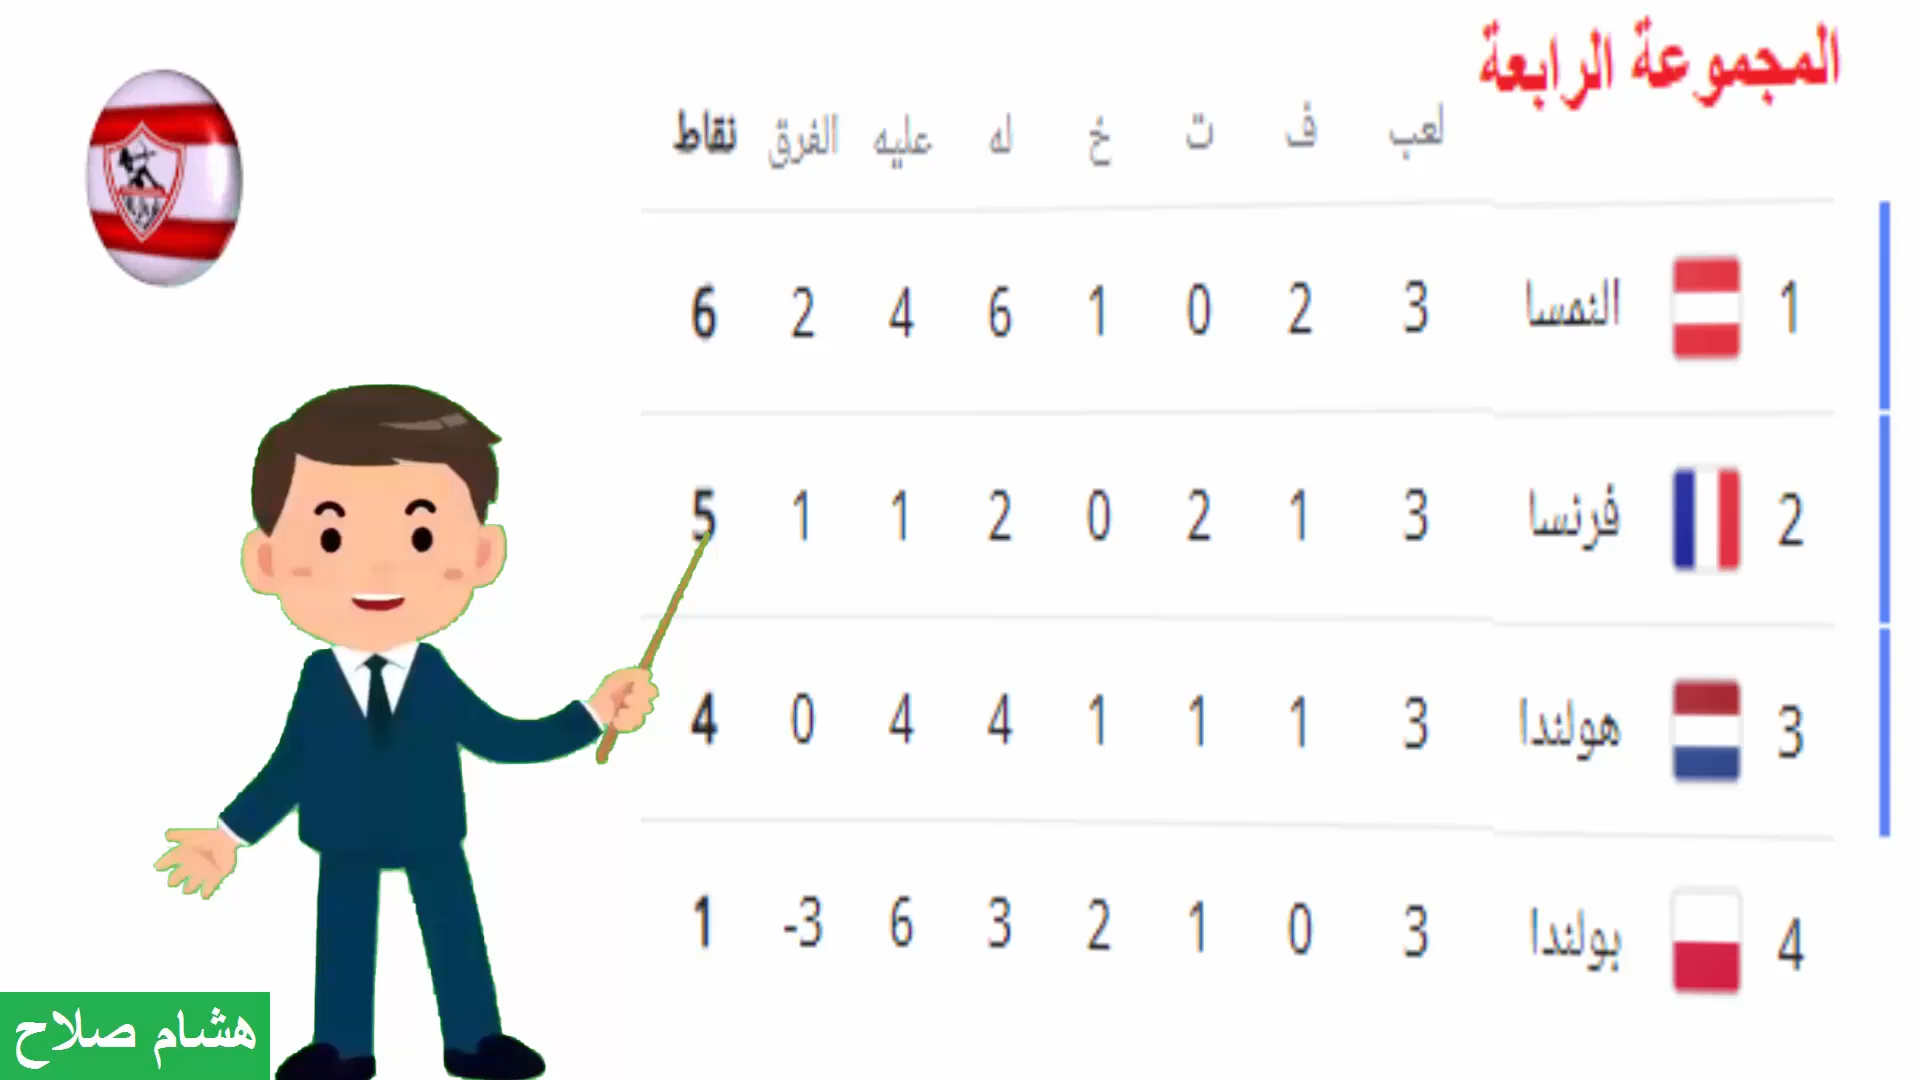 المجموعة الرابعة
لعب ف ت خ له عليه الفرق نقاط
1 النمسا 3 2 0 1 6 4 2 6
2 فرنسا 3 1 2 0 2 1 1 5
3 هولندا 3 1 1 1 4 4 0 4
4 بولندا 3 0 1 2 3 6 -3 1
هشام صلاح